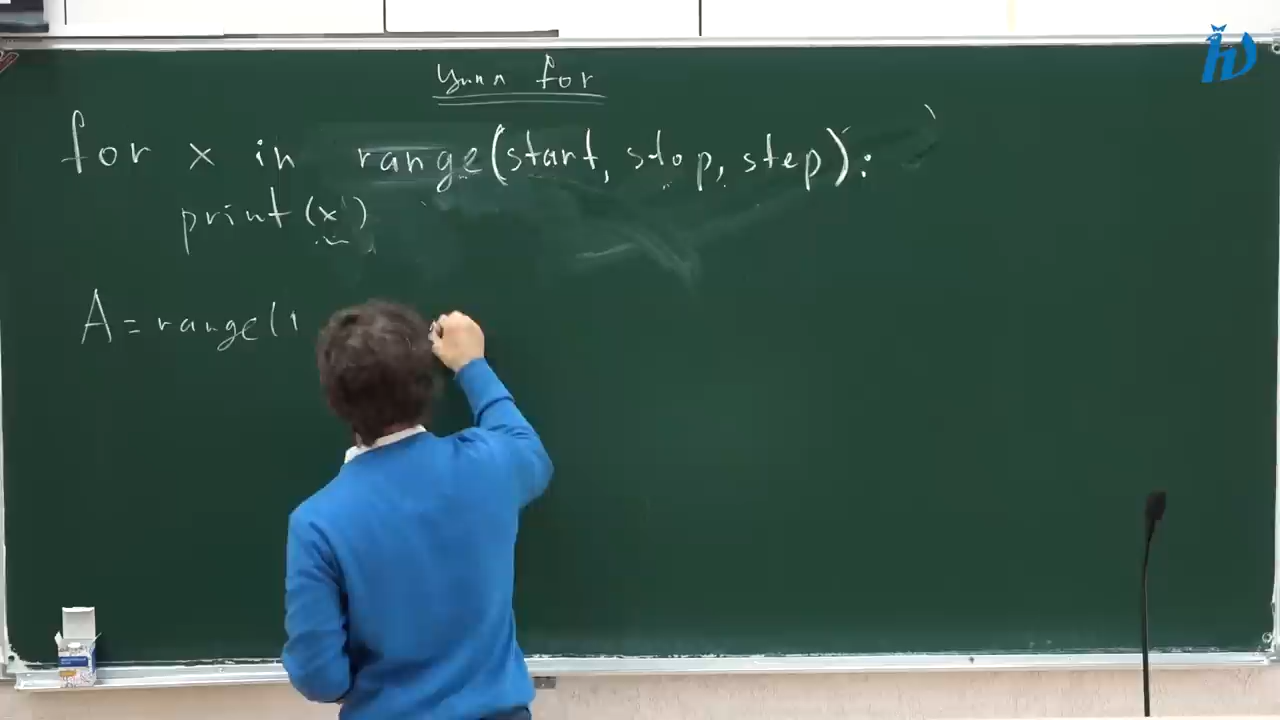 цикл for
for x in range(start, stop, step):
print(x)
A = range(1